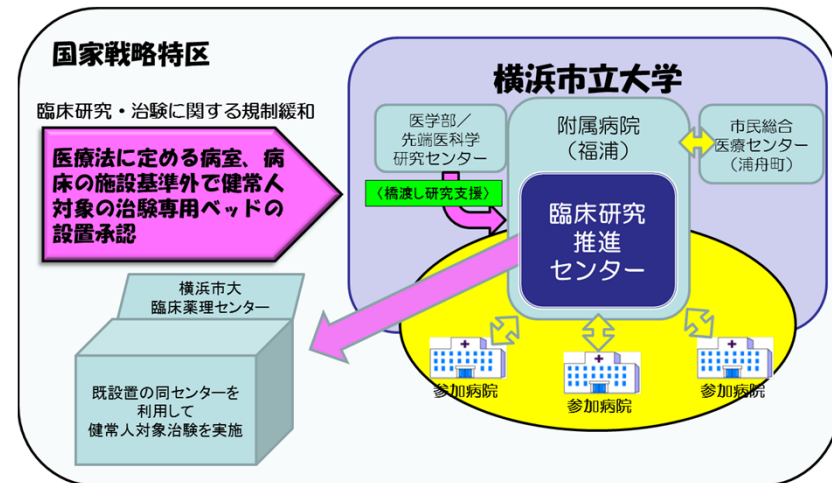 国家戦略特区
臨床研究・治験に関する規制緩和
医療法に定める病室、病
床の施設基準外で健常人
対象の治験専用ベッドの
設置承認
横浜市大
臨床薬理センター
既設置の同センターを
利用して
健常人対象治験を実施
横浜市立大学
医学部／
先端医科学
研究センター
〈橋渡し研究支援〉
附属病院
（福浦）
臨床研究
推進
センター
市民総合
医療センター
（浦舟町）
参加病院
参加病院
参加病院